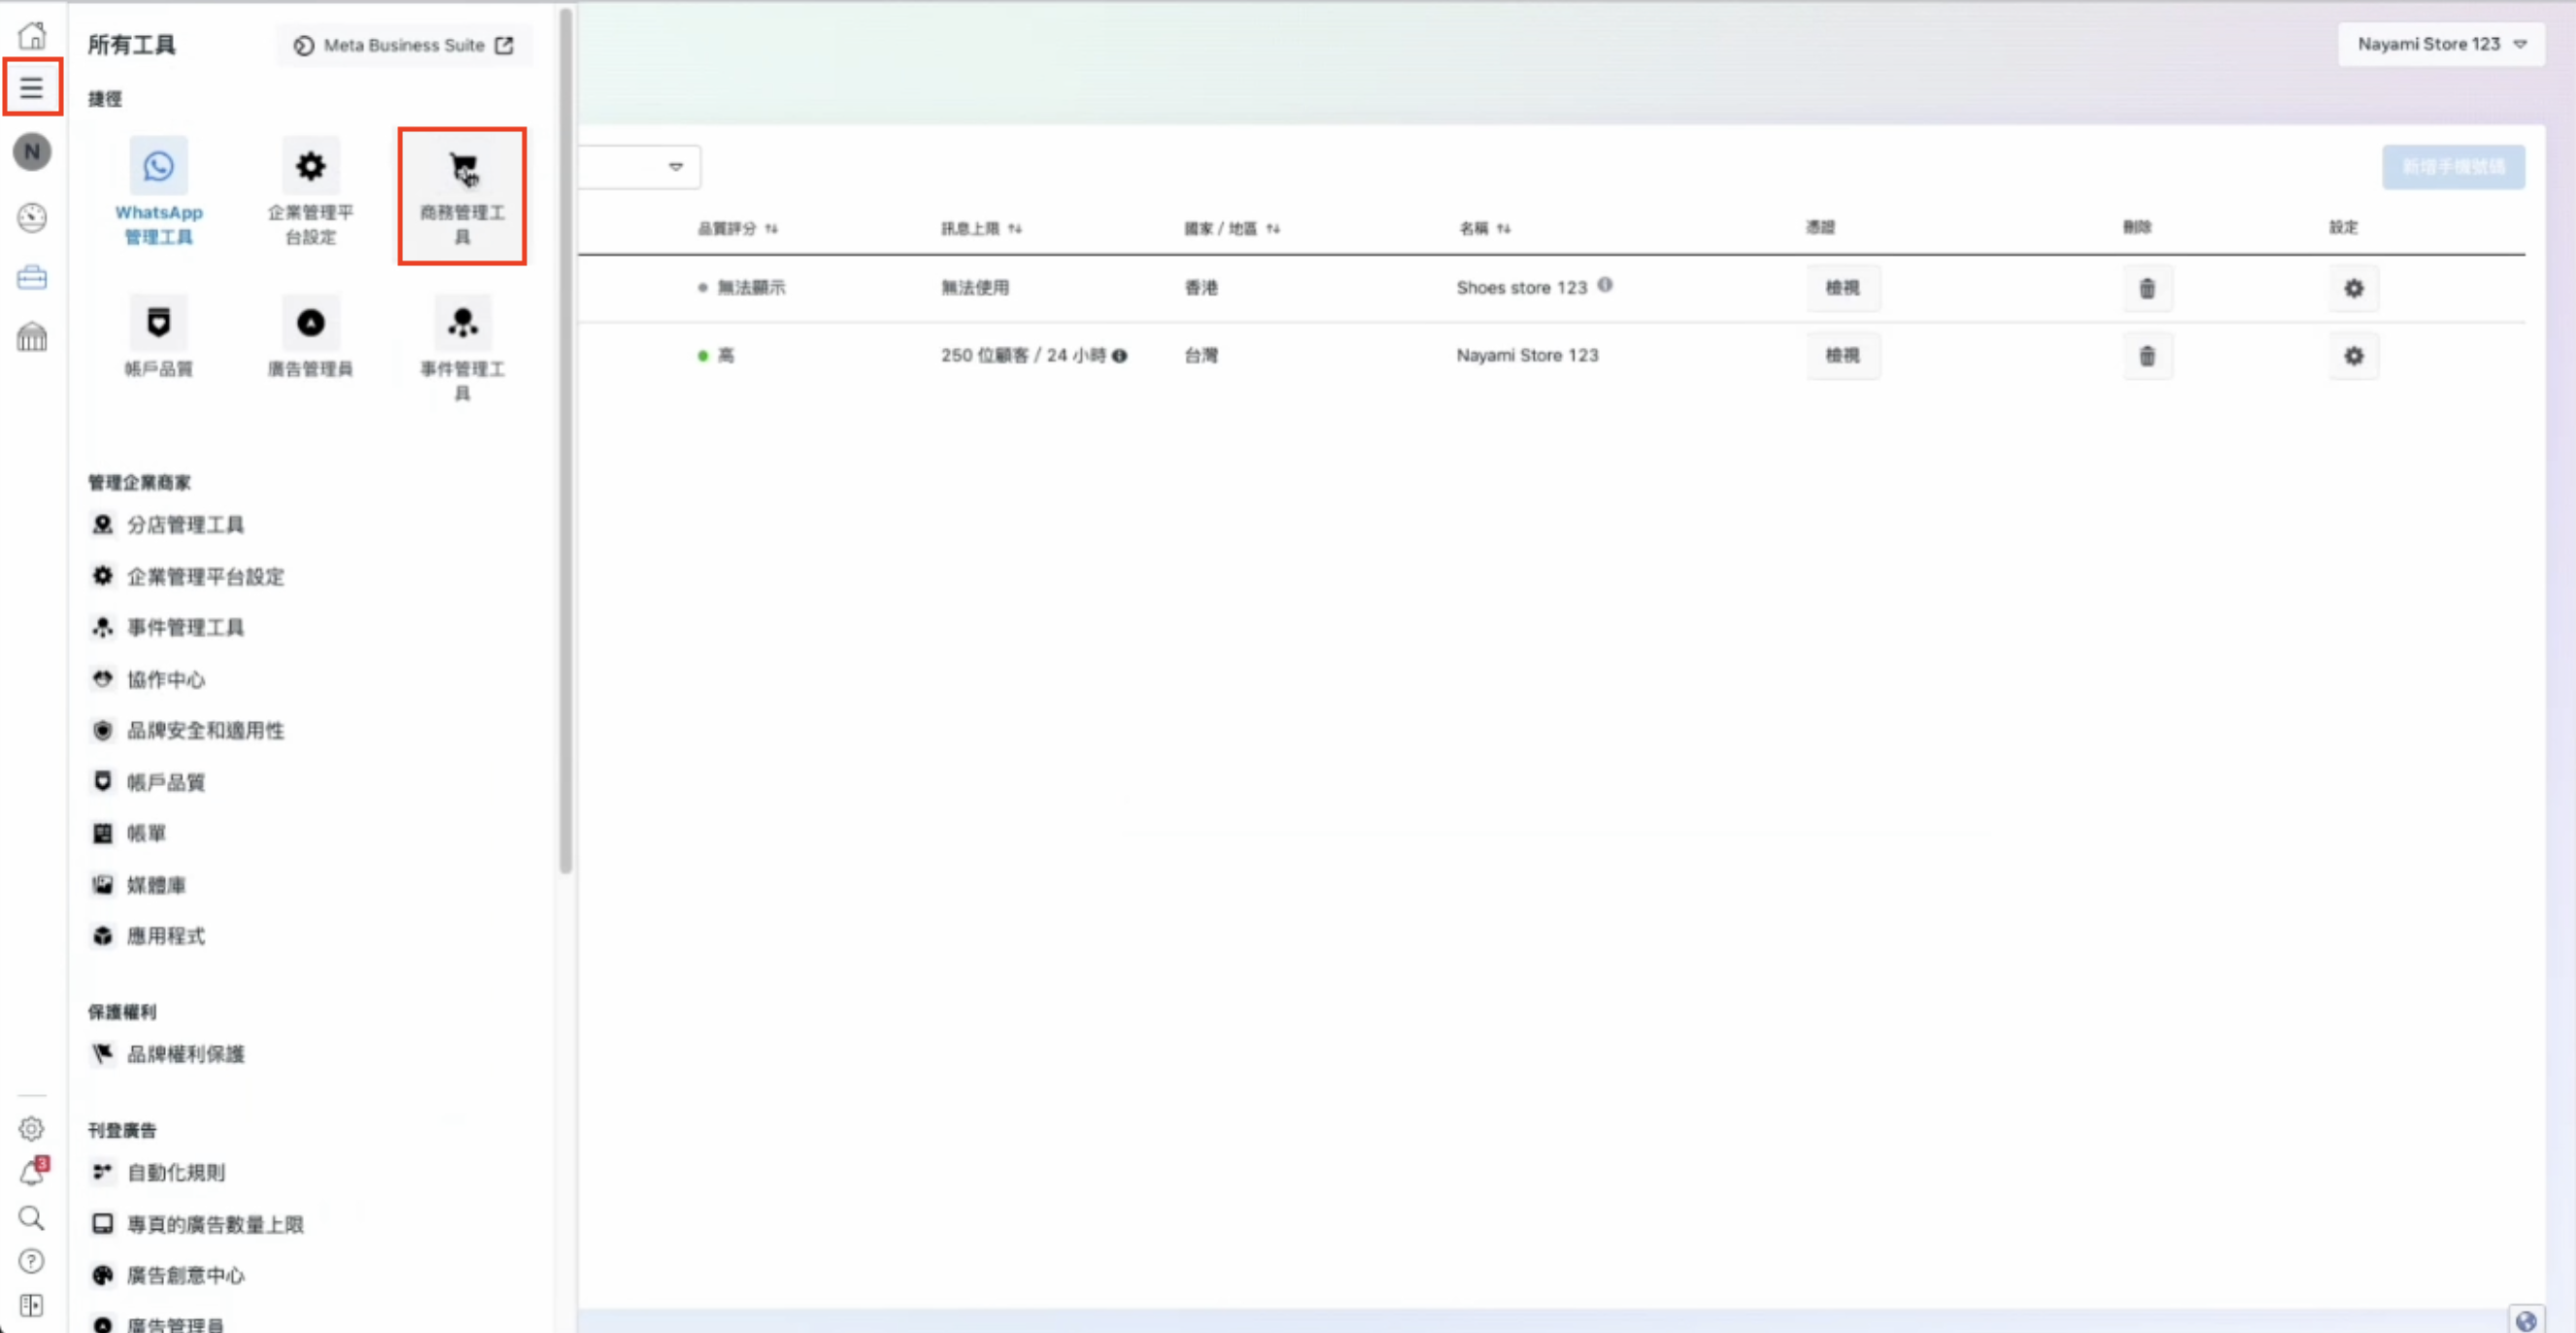 所有工具
Meta Business Suite
Nayami Store 123
捷徑
N
WhatsApp
管理工具
企業管理平
台設定
商務管理工
具
帳戶品質
廣告管理員
事件管理工
具
新增手機號碼
品質評分
訊息上限
國家 / 地區
名稱
憑證
刪除
設定
無法顯示
無法使用
香港
Shoes store 123
檢視
高
250 位顧客 / 24 小時
台灣
Nayami Store 123
檢視
管理企業商家
分店管理工具
企業管理平台設定
事件管理工具
協作中心
品牌安全和適用性
帳戶品質
帳單
媒體庫
應用程式
保護權利
品牌權利保護
刊登廣告
3
自動化規則
專頁的廣告數量上限
廣告創意中心
廣告管理員